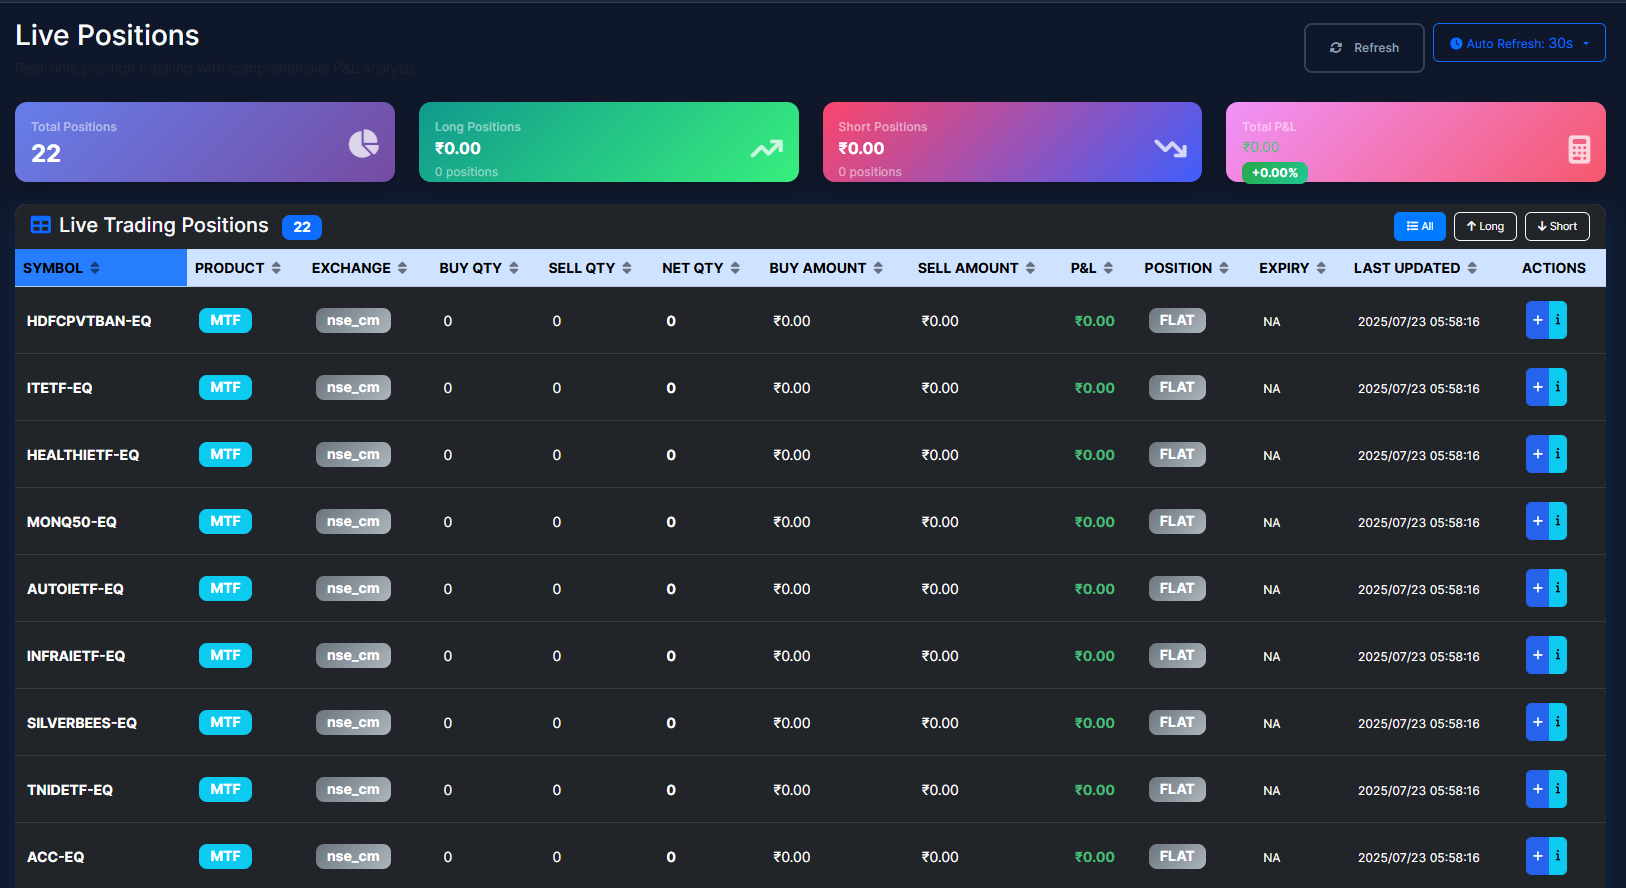 Live Positions
Real-time position tracking with comprehensive P&L analysis
Refresh
Auto Refresh: 30s
Total Positions
22
Long Positions
₹0.00
0 positions
Short Positions
₹0.00
0 positions
Total P&L
₹0.00
+0.00%
Live Trading Positions 22
All Long Short
SYMBOL PRODUCT EXCHANGE BUY QTY SELL QTY NET QTY BUY AMOUNT SELL AMOUNT P&L POSITION EXPIRY LAST UPDATED ACTIONS
HDFCPVTBAN-EQ MTF nse_cm 0 0 0 ₹0.00 ₹0.00 ₹0.00 FLAT NA 2025/07/23 05:58:16 + i
ITETF-EQ MTF nse_cm 0 0 0 ₹0.00 ₹0.00 ₹0.00 FLAT NA 2025/07/23 05:58:16 + i
HEALTHIETF-EQ MTF nse_cm 0 0 0 ₹0.00 ₹0.00 ₹0.00 FLAT NA 2025/07/23 05:58:16 + i
MONQ50-EQ MTF nse_cm 0 0 0 ₹0.00 ₹0.00 ₹0.00 FLAT NA 2025/07/23 05:58:16 + i
AUTOIETF-EQ MTF nse_cm 0 0 0 ₹0.00 ₹0.00 ₹0.00 FLAT NA 2025/07/23 05:58:16 + i
INFRAIETF-EQ MTF nse_cm 0 0 0 ₹0.00 ₹0.00 ₹0.00 FLAT NA 2025/07/23 05:58:16 + i
SILVERBEES-EQ MTF nse_cm 0 0 0 ₹0.00 ₹0.00 ₹0.00 FLAT NA 2025/07/23 05:58:16 + i
TNIDETF-EQ MTF nse_cm 0 0 0 ₹0.00 ₹0.00 ₹0.00 FLAT NA 2025/07/23 05:58:16 + i
ACC-EQ MTF nse_cm 0 0 0 ₹0.00 ₹0.00 ₹0.00 FLAT NA 2025/07/23 05:58:16 + i